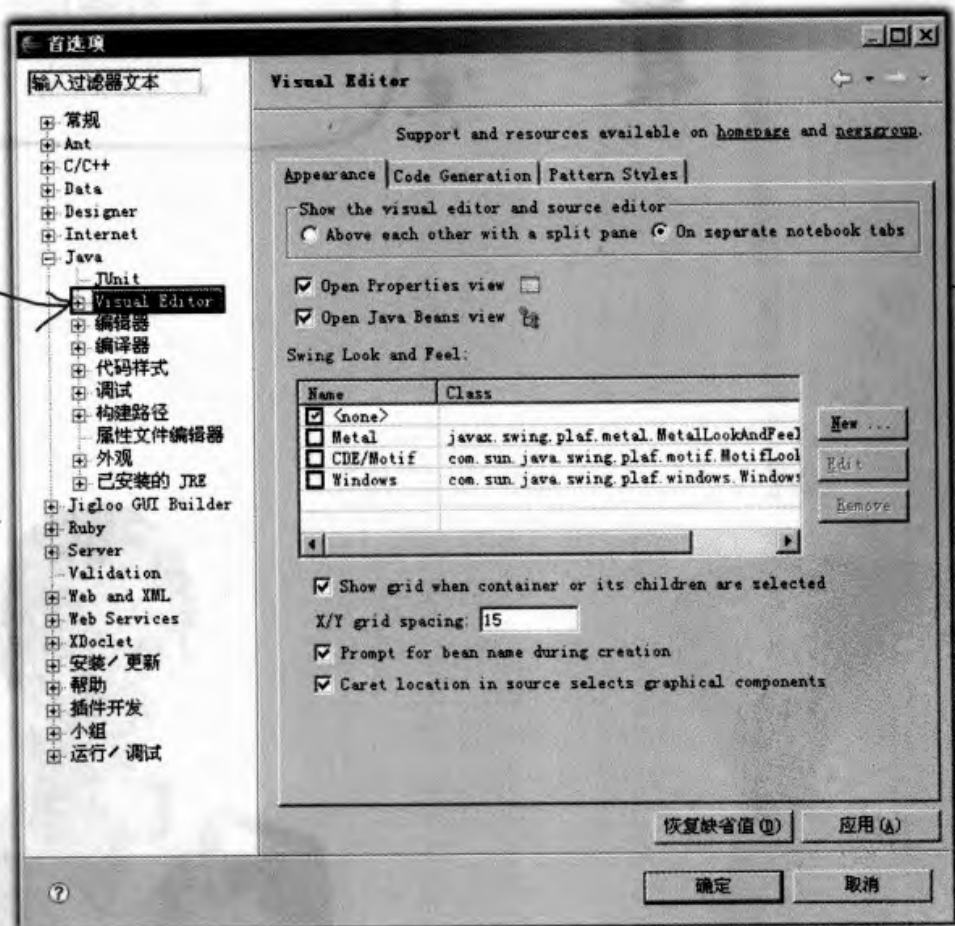 首选项
输入过滤器文本
常规
Ant
C/C++
Data
Designer
Internet
Java
JUnit
Visual Editor
编辑器
编译器
代码样式
调试
构建路径
属性文件编辑器
外观
已安装的 JRE
Jigloo GUI Builder
Ruby
Server
Validation
Web and XML
Web Services
XDoclet
安装/更新
帮助
插件开发
小组
运行/调试
Visual Editor
Support and resources available on homepage and newsgroup.
Appearance Code Generation Pattern Styles
Show the visual editor and source editor
Above each other with a split pane On separate notebook tabs
Open Properties view
Open Java Beans view
Swing Look and Feel:
Name Class
<none>
Metal javax.swing.plaf.metal.MetalLookAndFeel
CDE/Motif com.sun.java.swing.plaf.motif.MotifLook
Windows com.sun.java.swing.plaf.windows.Windows
New ...
Edit
Remove
Show grid when container or its children are selected
X/Y grid spacing: 15
Prompt for bean name during creation
Caret location in source selects graphical components
恢复缺省值(D) 应用(A)
? 确定 取消